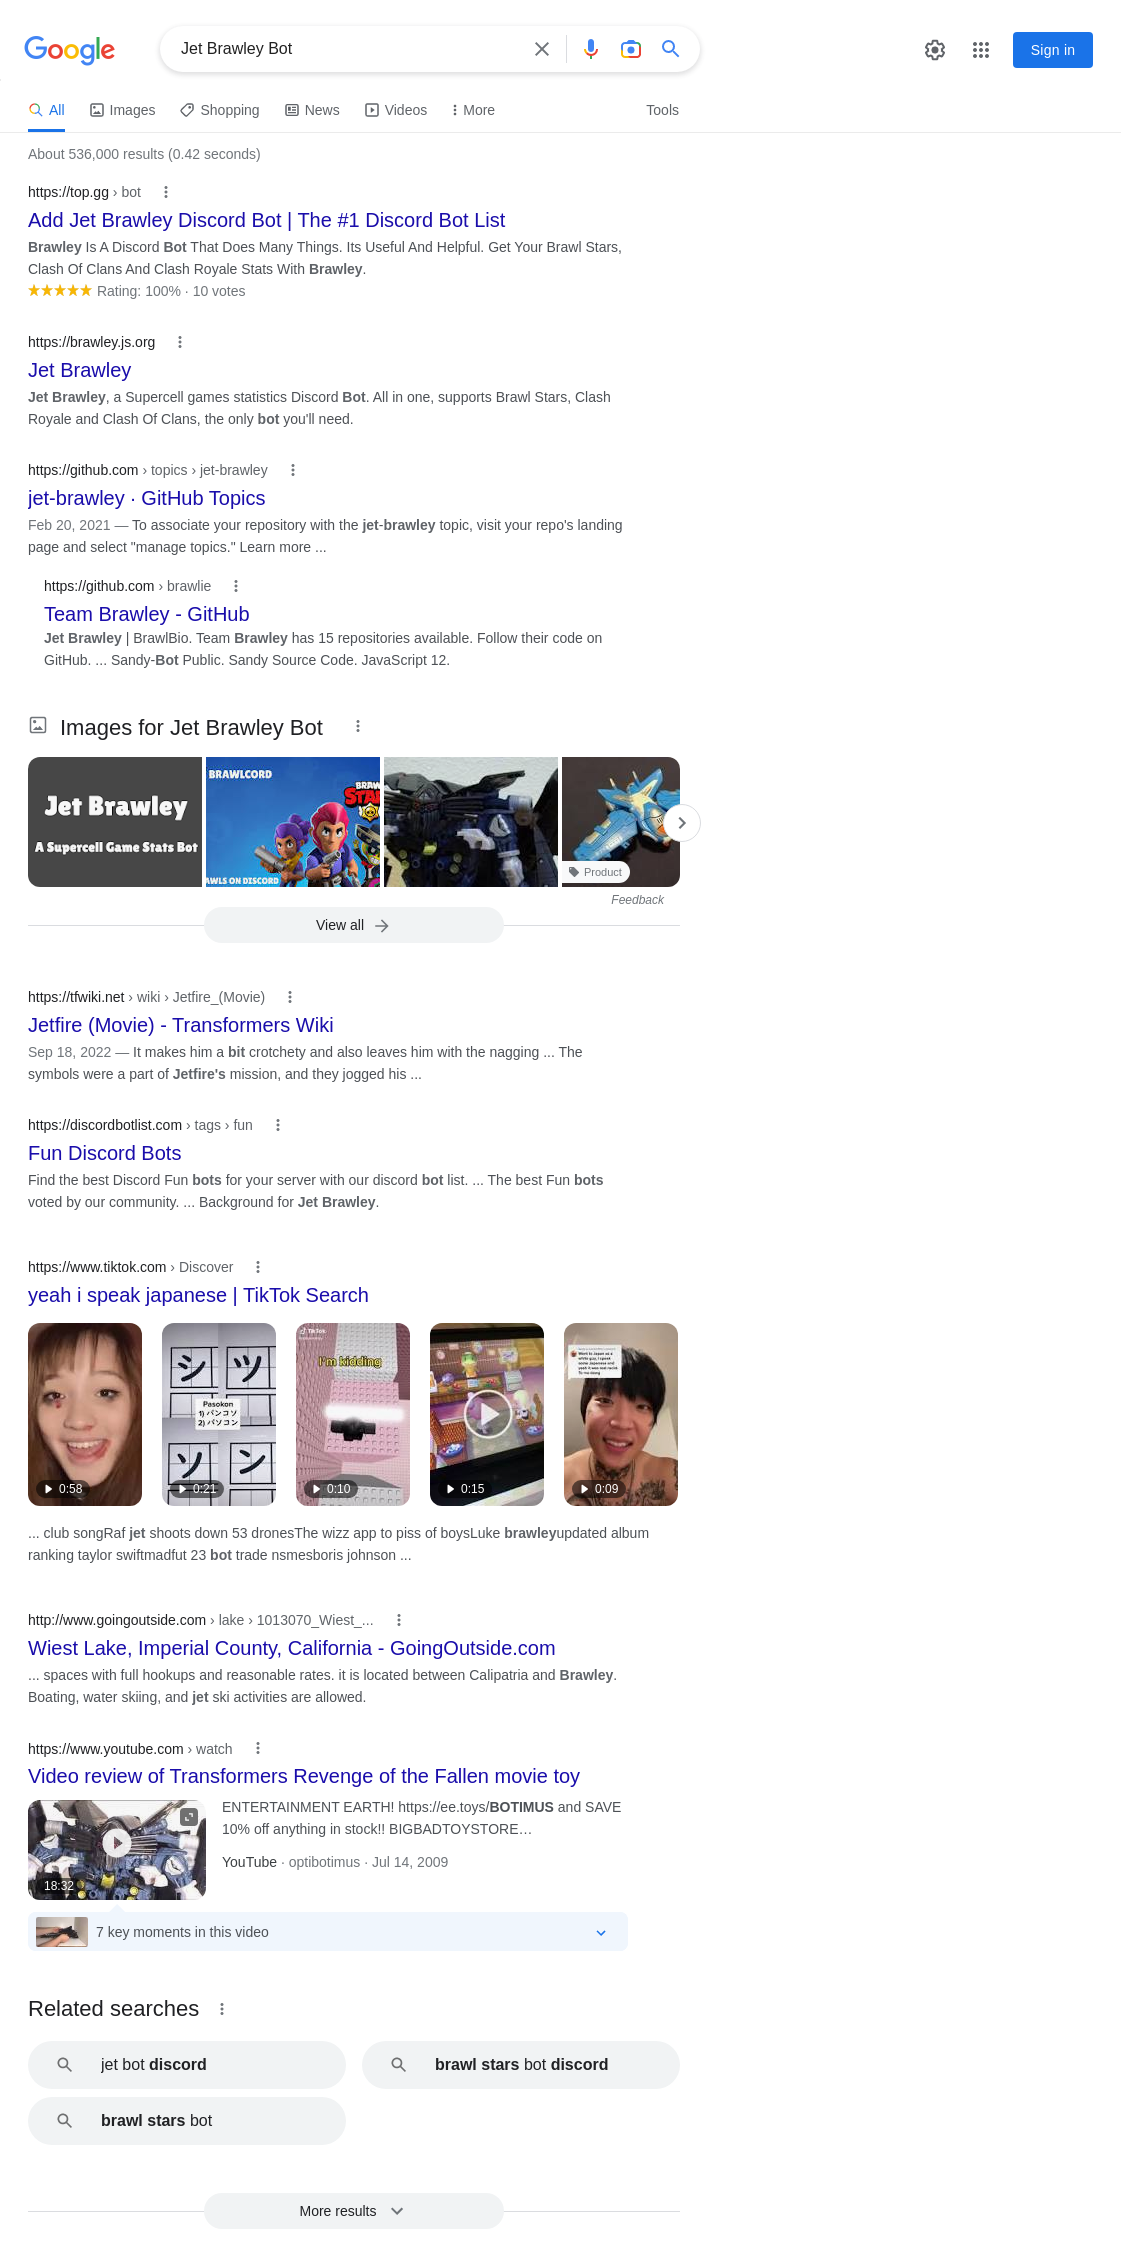 Google
Jet Brawley Bot
Sign in
All
Images
Shopping
News
Videos
More
Tools
About 536,000 results (0.42 seconds)
https://top.gg › bot
Add Jet Brawley Discord Bot | The #1 Discord Bot List
Brawley Is A Discord Bot That Does Many Things. Its Useful And Helpful. Get Your Brawl Stars,
Clash Of Clans And Clash Royale Stats With Brawley.
Rating: 100% · 10 votes
https://brawley.js.org
Jet Brawley
Jet Brawley, a Supercell games statistics Discord Bot. All in one, supports Brawl Stars, Clash
Royale and Clash Of Clans, the only bot you'll need.
https://github.com › topics › jet-brawley
jet-brawley · GitHub Topics
Feb 20, 2021 — To associate your repository with the jet-brawley topic, visit your repo's landing
page and select "manage topics." Learn more ...
https://github.com › brawlie
Team Brawley - GitHub
Jet Brawley | BrawlBio. Team Brawley has 15 repositories available. Follow their code on
GitHub. ... Sandy-Bot Public. Sandy Source Code. JavaScript 12.
Images for Jet Brawley Bot
Jet Brawley
A Supercell Game Stats Bot
BRAWLCORD
BRAW
STA
AWLS ON DISCORD
Product
Feedback
View all
https://tfwiki.net › wiki › Jetfire_(Movie)
Jetfire (Movie) - Transformers Wiki
Sep 18, 2022 — It makes him a bit crotchety and also leaves him with the nagging ... The
symbols were a part of Jetfire's mission, and they jogged his ...
https://discordbotlist.com › tags › fun
Fun Discord Bots
Find the best Discord Fun bots for your server with our discord bot list. ... The best Fun bots
voted by our community. ... Background for Jet Brawley.
https://www.tiktok.com › Discover
yeah i speak japanese | TikTok Search
0:58
シ ツ
Pasokon
1) パンコソ
2) パソコン
ソ ン
0:21
TikTok
I'm kidding
0:10
0:15
0:09
... club songRaf jet shoots down 53 dronesThe wizz app to piss of boysLuke brawleyupdated album
ranking taylor swiftmadfut 23 bot trade nsmesboris johnson ...
http://www.goingoutside.com › lake › 1013070_Wiest_...
Wiest Lake, Imperial County, California - GoingOutside.com
... spaces with full hookups and reasonable rates. it is located between Calipatria and Brawley.
Boating, water skiing, and jet ski activities are allowed.
https://www.youtube.com › watch
Video review of Transformers Revenge of the Fallen movie toy
18:32
ENTERTAINMENT EARTH! https://ee.toys/BOTIMUS and SAVE
10% off anything in stock!! BIGBADTOYSTORE…
YouTube · optibotimus · Jul 14, 2009
7 key moments in this video
Related searches
jet bot discord
brawl stars bot discord
brawl stars bot
More results